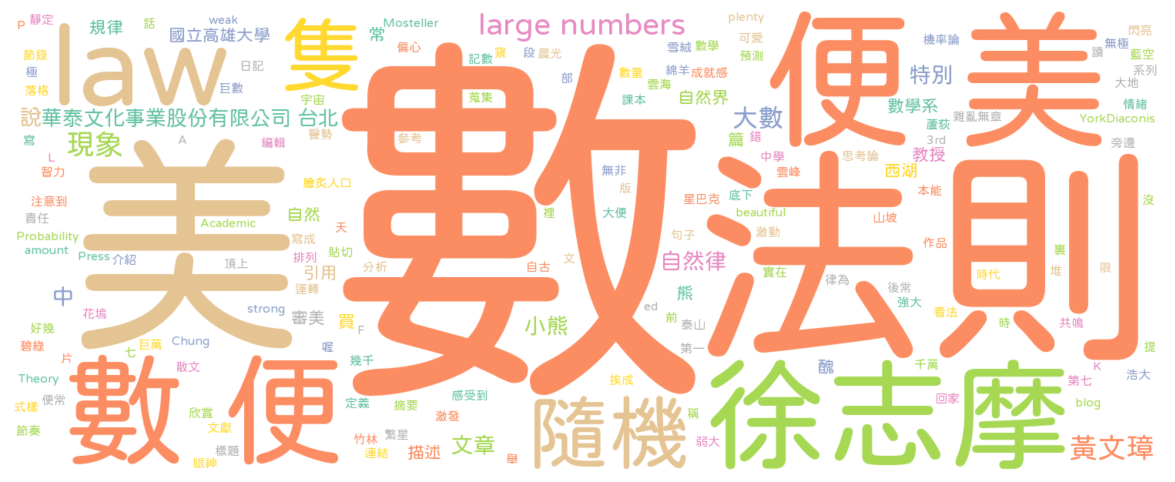 P 靜定 規律 話 weak Mosteller large numbers plenty 閃亮
law 國立高雄大學 隻 常 偏心 記數 窺 段 晨光 雪絨 數學 可愛 便 機率論 美 讀 無極
節錄 日記 部 綿羊 成就感 預測 藍空
極 巨數 數量 雲海 特別 系列
落格 宇宙 蒐集 課本 自然界 大地
說 華泰文化事業股份有限公司 台北 大數 數學系 情緒
寫 現象 A 編輯 聲勢 參考 篇 錯 蘆荻 雜亂無章 YorkDiaconis
L 3rd 旁邊
智力 美 繪炙人口 數 無非 中學 雲峰 思考論 教授 法則
注意到 版 星巴克 底下 西湖 本能 沒
責任 Academic 自然 天 裡 大便 beautiful 山坡
Probability 寫成 句子 激動 作品 裏
amount Press 介紹 排列 貼切 分析 自古 文 自然律 實在 時代 堆 限
頂上 引用 運轉 律為 後常
中 strong 審美 熊 強大
花塢 買 F 小熊 ed 前 泰山 看法 時 共鳴 提
好幾 七 巨萬 Chung 喔 第一
碧綠 片 散文 幾千 醜 千萬 K 浩大
Theory 數便 感受到 挨成 徐志摩 第七
式樣 便常 欣賞 定義 摘要 隨機 稱 回家 blog
節奏 文獻 激發
標題 竹林 繁星 文章 弱大 黃文璋
眼神 連結 描述 舉